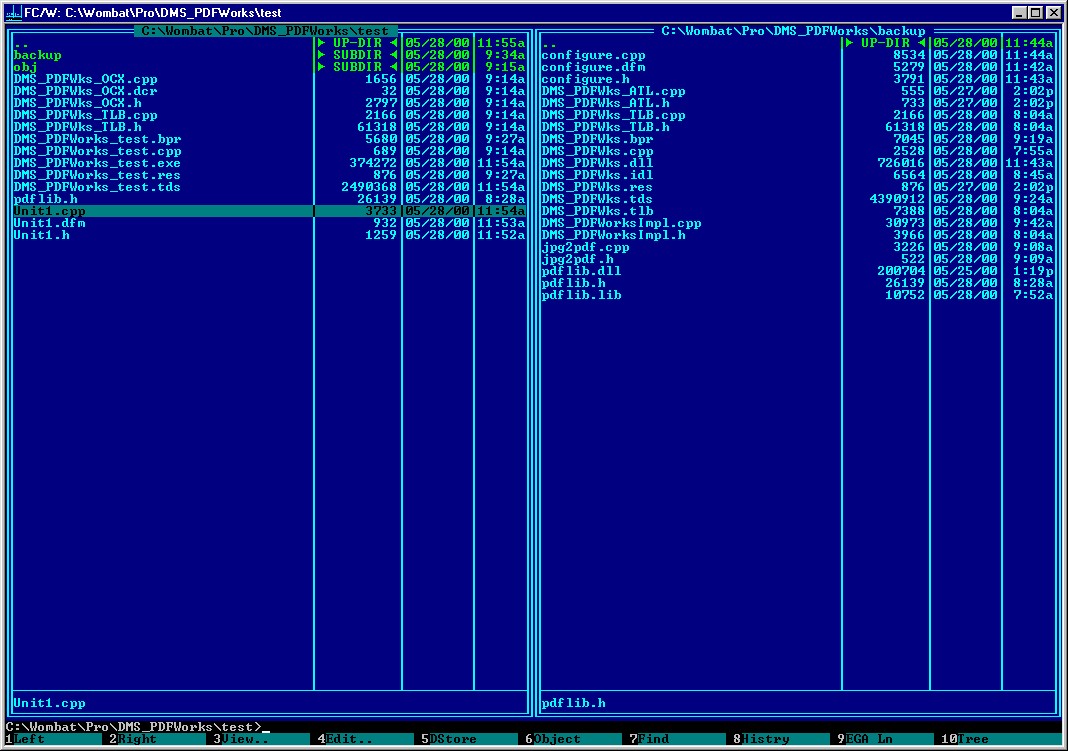 FC/W: C:\Wombat\Pro\DMS_PDFWorks\test
C:\Wombat\Pro\DMS_PDFWorks\test
.. ► UP-DIR ◄ 05/28/00 11:55a
backup ► SUBDIR ◄ 05/28/00 9:34a
obj ► SUBDIR ◄ 05/28/00 9:15a
DMS_PDFWks_OCX.cpp 1656 05/28/00 9:14a
DMS_PDFWks_OCX.dcr 32 05/28/00 9:14a
DMS_PDFWks_OCX.h 2797 05/28/00 9:14a
DMS_PDFWks_TLB.cpp 2166 05/28/00 9:14a
DMS_PDFWks_TLB.h 61318 05/28/00 9:14a
DMS_PDFWorks_test.bpr 5680 05/28/00 9:27a
DMS_PDFWorks_test.cpp 689 05/28/00 9:14a
DMS_PDFWorks_test.exe 374272 05/28/00 11:54a
DMS_PDFWorks_test.res 876 05/28/00 9:27a
DMS_PDFWorks_test.tds 2490368 05/28/00 11:54a
pdflib.h 26139 05/28/00 8:28a
Unit1.cpp 3733 05/28/00 11:54a
Unit1.dfm 932 05/28/00 11:53a
Unit1.h 1259 05/28/00 11:52a
Unit1.cpp
C:\Wombat\Pro\DMS_PDFWorks\backup
.. ► UP-DIR ◄ 05/28/00 11:44a
configure.cpp 8534 05/28/00 11:44a
configure.dfm 5279 05/28/00 11:42a
configure.h 3791 05/28/00 11:43a
DMS_PDFWks_ATL.cpp 555 05/27/00 2:02p
DMS_PDFWks_ATL.h 733 05/27/00 2:02p
DMS_PDFWks_TLB.cpp 2166 05/28/00 8:04a
DMS_PDFWks_TLB.h 61318 05/28/00 8:04a
DMS_PDFWks.bpr 7045 05/28/00 9:19a
DMS_PDFWks.cpp 2528 05/28/00 7:55a
DMS_PDFWks.dll 726016 05/28/00 11:43a
DMS_PDFWks.idl 6564 05/28/00 8:45a
DMS_PDFWks.res 876 05/27/00 2:02p
DMS_PDFWks.tds 4390912 05/28/00 9:24a
DMS_PDFWks.tlb 7388 05/28/00 8:04a
DMS_PDFWorksImpl.cpp 30973 05/28/00 9:42a
DMS_PDFWorksImpl.h 3966 05/28/00 8:04a
jpg2pdf.cpp 3226 05/28/00 9:08a
jpg2pdf.h 522 05/28/00 9:09a
pdflib.dll 200704 05/25/00 1:19p
pdflib.h 26139 05/28/00 8:28a
pdflib.lib 10752 05/28/00 7:52a
pdflib.h
C:\Wombat\Pro\DMS_PDFWorks\test>_
1Left 2Right 3View.. 4Edit.. 5DStore 6Object 7Find 8Histry 9EGA Ln 10Tree